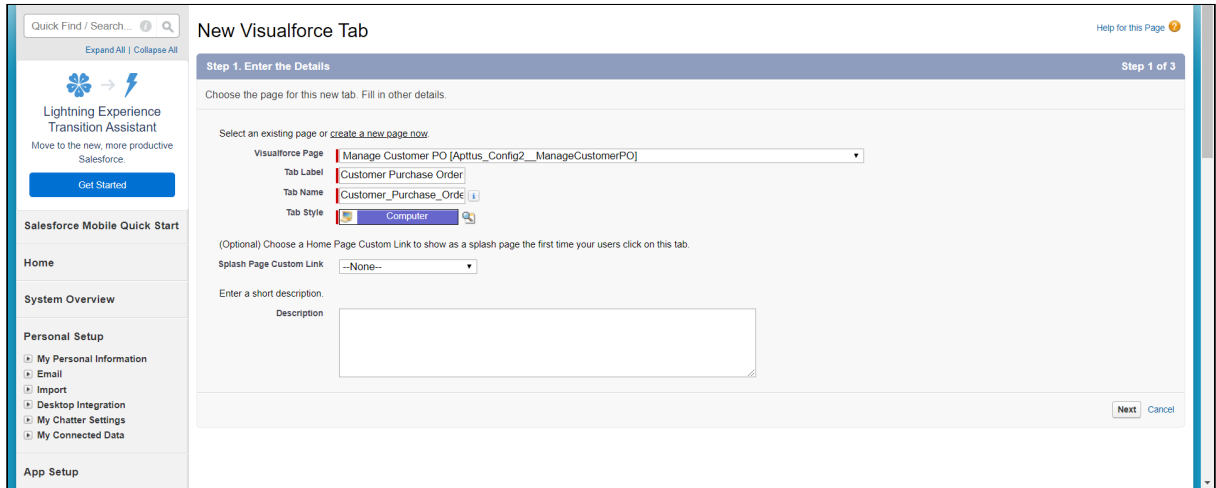 Quick Find / Search...
Expand All | Collapse All
Lightning Experience
Transition Assistant
Move to the new, more productive
Salesforce.
Get Started
Salesforce Mobile Quick Start
Home
System Overview
Personal Setup
My Personal Information
Email
Import
Desktop Integration
My Chatter Settings
My Connected Data
App Setup
New Visualforce Tab
Help for this Page
Step 1. Enter the Details
Step 1 of 3
Choose the page for this new tab. Fill in other details.
Select an existing page or create a new page now.
Visualforce Page Manage Customer PO [Apttus_Config2__ManageCustomerPO]
Tab Label Customer Purchase Order
Tab Name Customer_Purchase_Orde
Tab Style Computer
(Optional) Choose a Home Page Custom Link to show as a splash page the first time your users click on this tab.
Splash Page Custom Link --None--
Enter a short description.
Description
Next Cancel